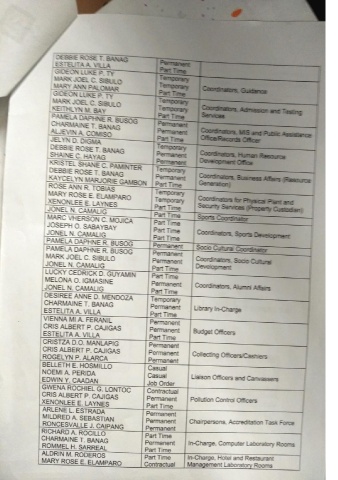 DEBBIE ROSE T. BANAG Permanent
ESTELITA A. VILLA Part Time
GIDEON LUKE P. TY Temporary
MARK JOEL C. SIBULO Temporary Coordinators, Guidance
MARY ANN PALOMAR Part Time
GIDEON LUKE P. TY Temporary
MARK JOEL C. SIBULO Temporary Coordinators, Admission and Testing Services
KEITHLYN M. BAY Part Time
PAMELA DAPHNE R. BUSOG Permanent
CHARMAINE T. BANAG Permanent Coordinators, MIS and Public Assistance Office/Records Officer
ALJEVIN A. COMISO Part Time
JELYN D. DIGMA Temporary
DEBBIE ROSE T. BANAG Permanent Coordinators, Human Resource Development Office
SHAINE C. HAYAG Part Time
KRISTEL SHANE C. PAMINTER Temporary
DEBBIE ROSE T. BANAG Permanent Coordinators, Business Affairs (Resource Generation)
KAYCELYN MARJORIE GAMBON Part Time
ROSE ANN R. TOBIAS Temporary
MARY ROSE E. ELAMPARO Temporary Coordinators for Physical Plant and Security Services (Property Custodian)
XENONLEE E. LAYNES Part Time
JONEL N. CAMILAO Part Time Sports Coordinator
MARC VHERSON C. MOJICA Part Time
JOSEPH O. SABAYBAY Part Time Coordinators, Sports Development
JONEL N. CAMILAO Part Time
PAMELA DAPHNE R. BUSOG Permanent Socio Cultural Coordinator
PAMELA DAPHNE R. BUSOG Permanent
MARK JOEL C. SIBULO Part Time Coordinators, Socio Cultural Development
JONEL N. CAMILAO Part Time
LUCKY CEDRICK D. GUYAMIN Part Time
MELONA O. IGMASINE Permanent Coordinators, Alumni Affairs
JONEL N. CAMILAO Part Time
DESIREE ANNE D. MENDOZA Temporary
CHARMAINE T. BANAG Permanent Library In-Charge
ESTELITA A. VILLA Part Time
VIENNA MI A. FERANIL Permanent
CRIS ALBERT P. CAJIGAS Permanent Budget Officers
ESTELITA A. VILLA Part Time
CRISTZA D.O. MANLAPIG Permanent
CRIS ALBERT P. CAJIGAS Permanent Collecting Officers/Cashiers
ROGELYN P. ALARCA Permanent
BELLETH E. HOSMILLO Casual
NOEMI A. PERIDA Casual Liaison Officers and Canvassers
EDWIN Y. CAADAN Job Order
GWENA ROCHIEL G. LONTOC Contractual
CRIS ALBERT P. CAJIGAS Permanent Pollution Control Officers
XENONLEE E. LAYNES Part Time
ARLENE L. ESTRADA Permanent
MILDRED A. SEBASTIAN Permanent Chairpersons, Accreditation Task Force
RONCESVALLE J. CAIPANG Permanent
RICHARD A. ROCILLO Part Time
CHARMAINE T. BANAG Permanent In-Charge, Computer Laboratory Rooms
ROMMEL H. SARREAL Part Time
ALDRIN M. RODEROS Part Time In-Charge, Hotel and Restaurant Management Laboratory Rooms
MARY ROSE E. ELAMPARO Contractual